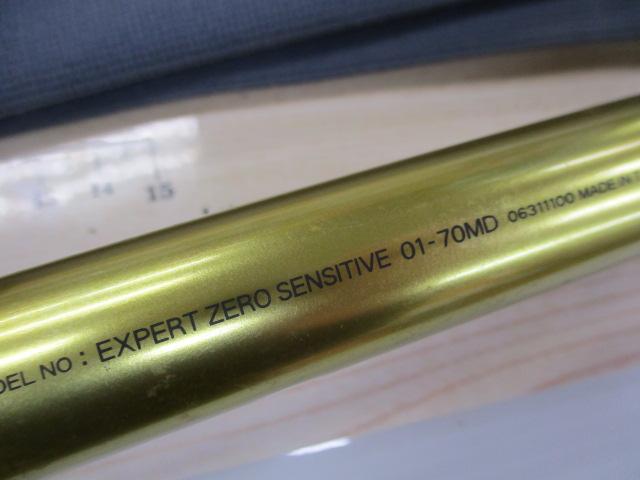 DEL NO : EXPERT ZERO SENSITIVE 01-70MD 06311100 MADE IN T
14 15